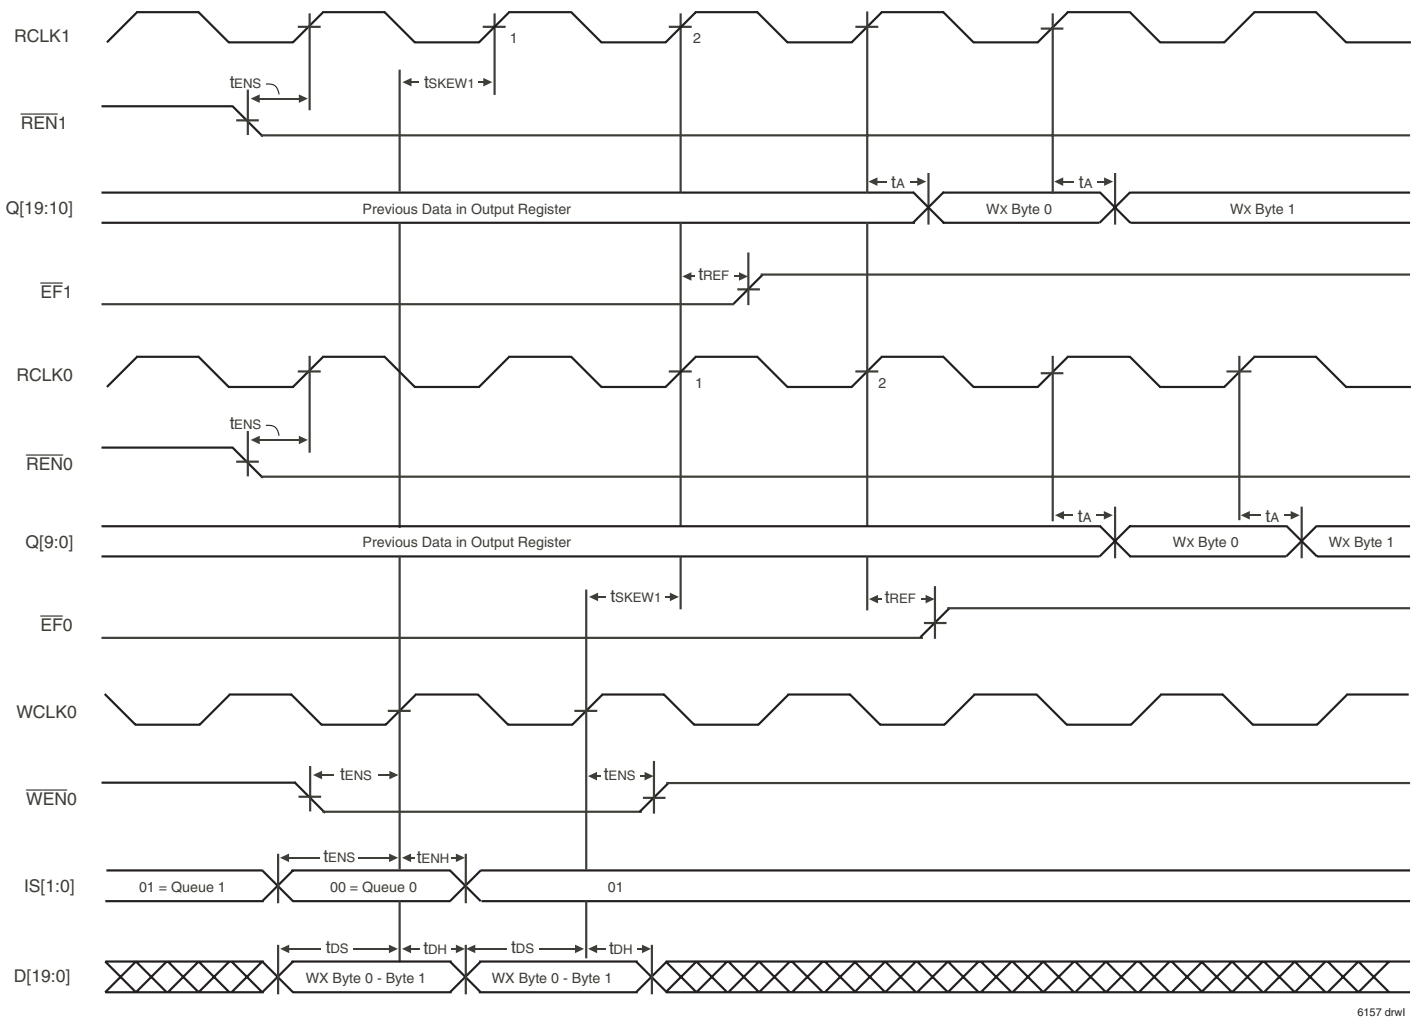 RCLK1
1
2
tENS
tSKEW1
REN1
tA
tA
Q[19:10]
Previous Data in Output Register
WX Byte 0
WX Byte 1
tREF
EF1
RCLK0
1
2
tENS
REN0
tA
tA
Q[9:0]
Previous Data in Output Register
WX Byte 0
WX Byte 1
tSKEW1
tREF
EF0
WCLK0
tENS
tENS
WEN0
tENS
tENH
IS[1:0]
01 = Queue 1
00 = Queue 0
01
tDS
tDH
tDS
tDH
D[19:0]
WX Byte 0 - Byte 1
WX Byte 0 - Byte 1
6157 drwl